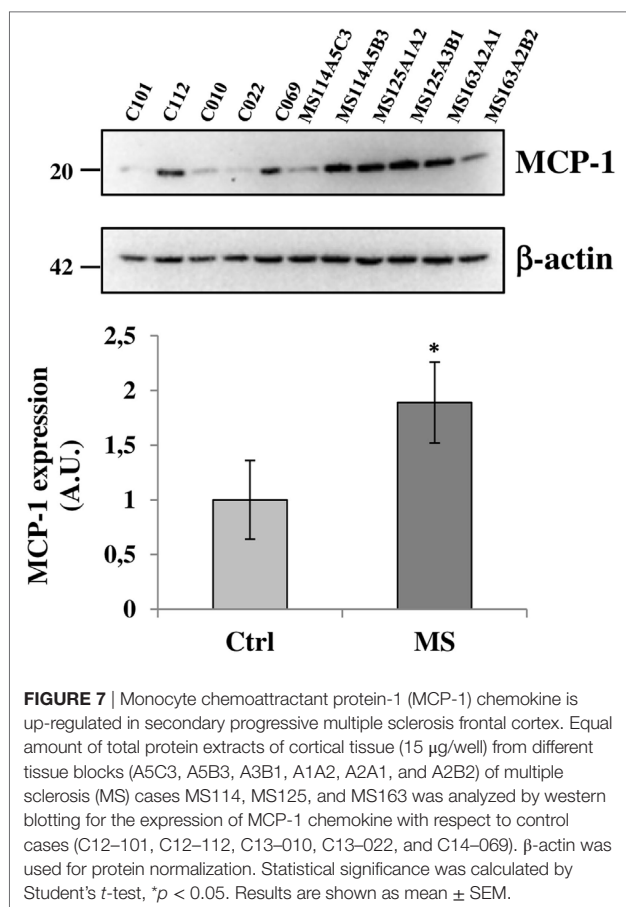 C101 C112 C010 C022 C069 MS114A5C3 MS114A5B3 MS125A1A2 MS125A3B1 MS163A2A1 MS163A2B2
20
MCP-1
42
β-actin
2,5
2
1,5
1
0,5
0
MCP-1 expression
(A.U.)
*
Ctrl MS
FIGURE 7 | Monocyte chemoattractant protein-1 (MCP-1) chemokine is
up-regulated in secondary progressive multiple sclerosis frontal cortex. Equal
amount of total protein extracts of cortical tissue (15 μg/well) from different
tissue blocks (A5C3, A5B3, A3B1, A1A2, A2A1, and A2B2) of multiple
sclerosis (MS) cases MS114, MS125, and MS163 was analyzed by western
blotting for the expression of MCP-1 chemokine with respect to control
cases (C12–101, C12–112, C13–010, C13–022, and C14–069). β-actin was
used for protein normalization. Statistical significance was calculated by
Student's t-test, *p < 0.05. Results are shown as mean ± SEM.